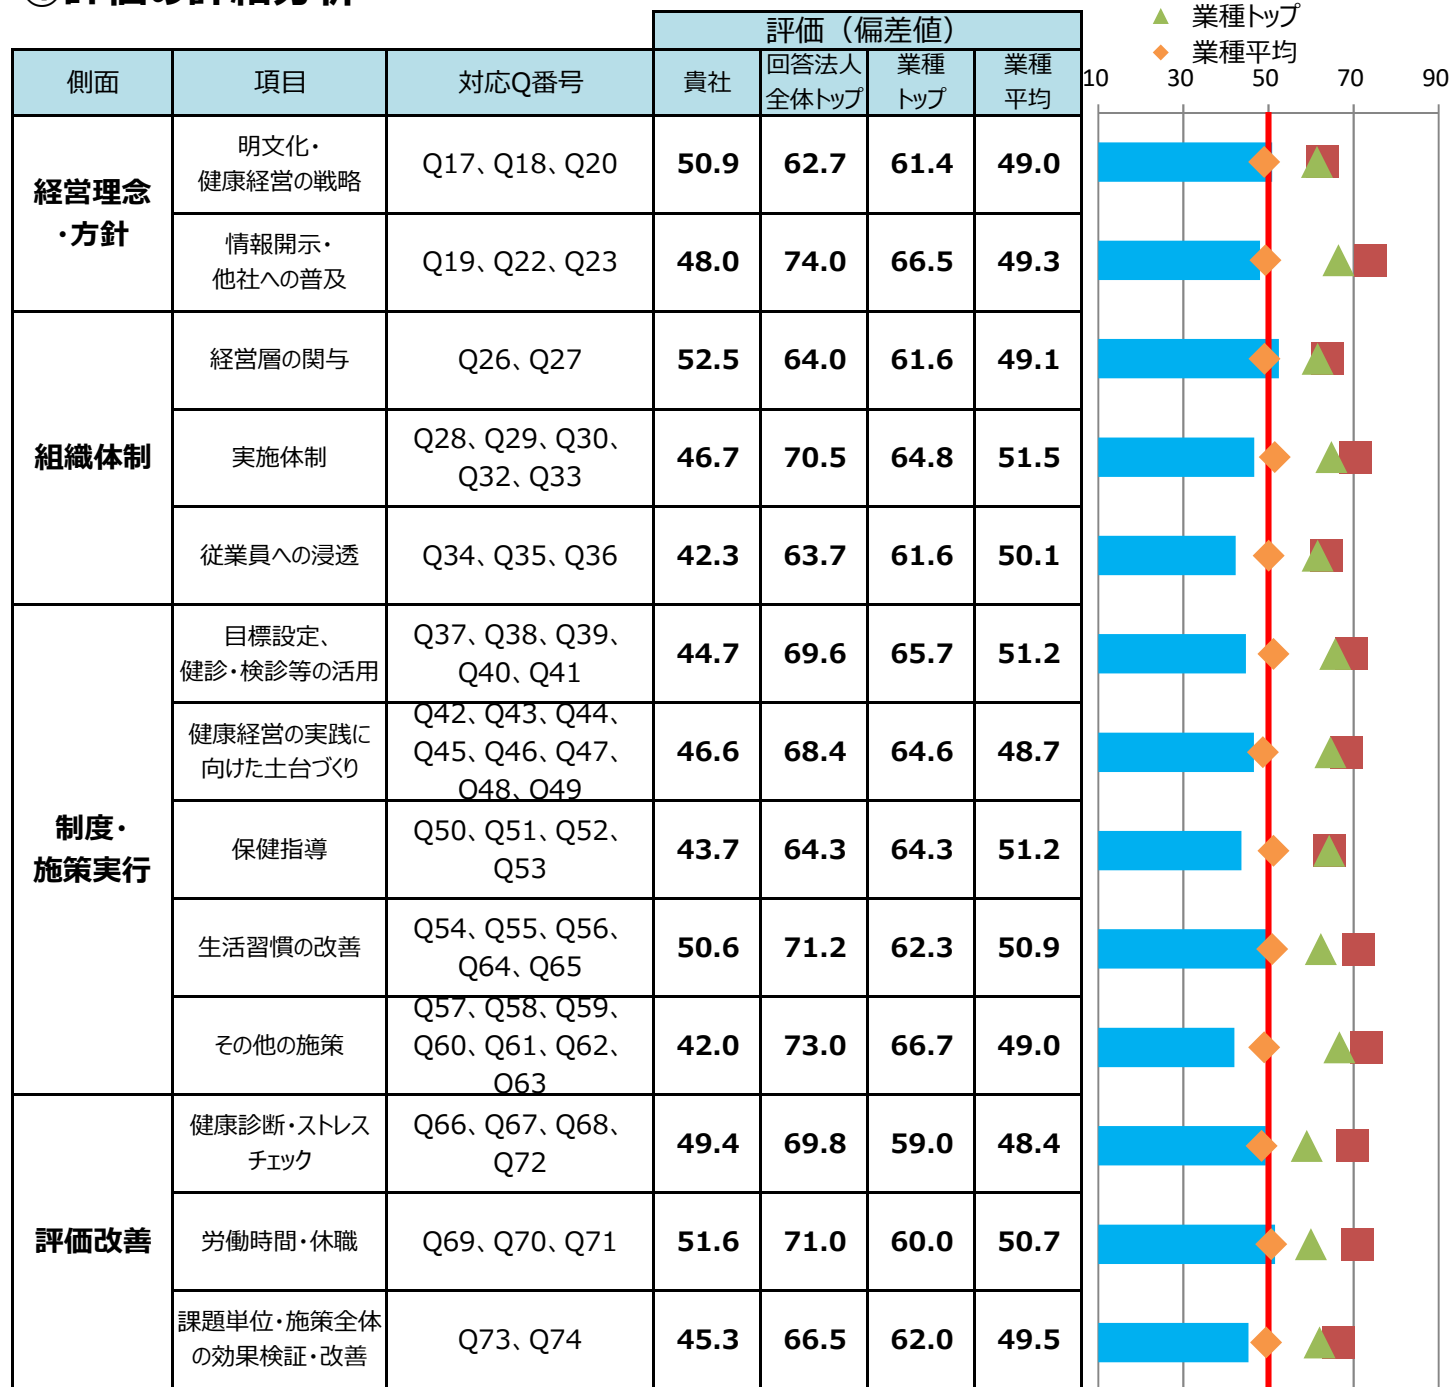 ①評価の詳細分析
▲ 業種トップ
◆ 業種平均
評価（偏差値）
側面 項目 対応Q番号 貴社 回答法人 業種 業種
全体トップ トップ 平均
10 30 50 70 90
経営理念
・方針
明文化・
健康経営の戦略
Q17、Q18、Q20 50.9 62.7 61.4 49.0
情報開示・
他社への普及
Q19、Q22、Q23 48.0 74.0 66.5 49.3
組織体制
経営層の関与 Q26、Q27 52.5 64.0 61.6 49.1
実施体制
Q28、Q29、Q30、
Q32、Q33
46.7 70.5 64.8 51.5
従業員への浸透 Q34、Q35、Q36 42.3 63.7 61.6 50.1
制度・
施策実行
目標設定、
健診・検診等の活用
Q37、Q38、Q39、
Q40、Q41
44.7 69.6 65.7 51.2
健康経営の実践に
向けた土台づくり
Q42、Q43、Q44、
Q45、Q46、Q47、
Q48、Q49
46.6 68.4 64.6 48.7
保健指導
Q50、Q51、Q52、
Q53
43.7 64.3 64.3 51.2
生活習慣の改善
Q54、Q55、Q56、
Q64、Q65
50.6 71.2 62.3 50.9
その他の施策
Q57、Q58、Q59、
Q60、Q61、Q62、
Q63
42.0 73.0 66.7 49.0
評価改善
健康診断・ストレス
チェック
Q66、Q67、Q68、
Q72
49.4 69.8 59.0 48.4
労働時間・休職 Q69、Q70、Q71 51.6 71.0 60.0 50.7
課題単位・施策全体
の効果検証・改善
Q73、Q74 45.3 66.5 62.0 49.5